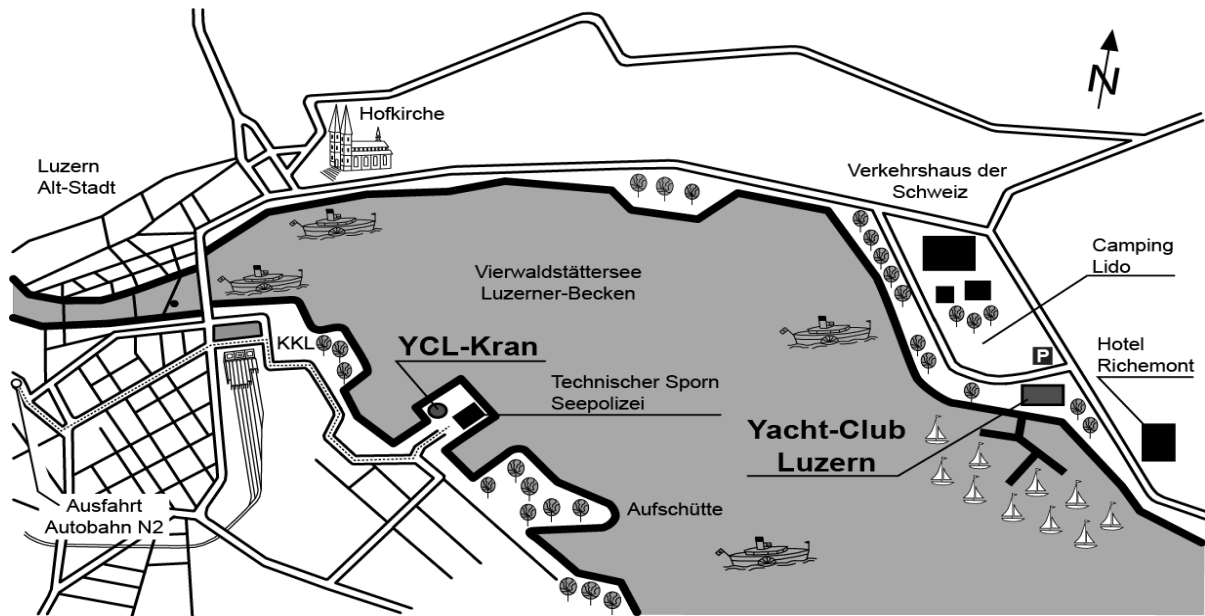 N
Hofkirche
Luzern
Alt-Stadt
Verkehrshaus der
Schweiz
Camping
Lido
Vierwaldstättersee
Luzerner-Becken
KKL
YCL-Kran
P
Hotel
Richemont
Technischer Sporn
Seepolizei
Yacht-Club
Luzern
Ausfahrt
Autobahn N2
Aufschütte